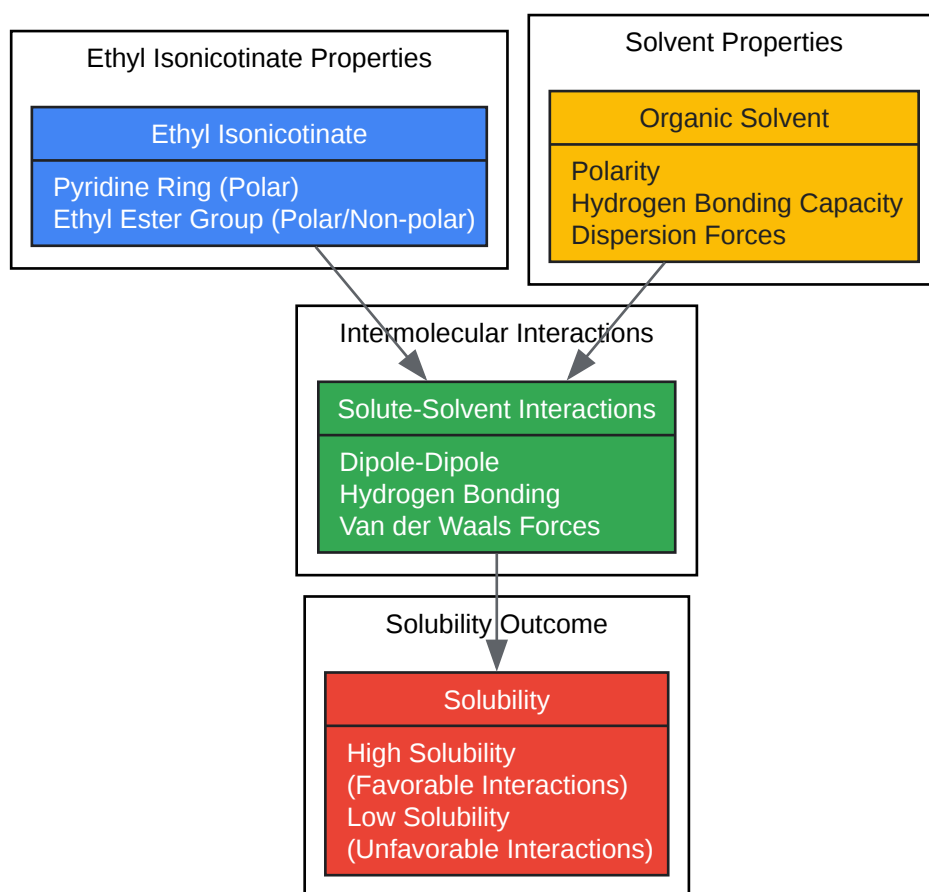 Ethyl Isonicotinate Properties
Ethyl Isonicotinate
Pyridine Ring (Polar)
Ethyl Ester Group (Polar/Non-polar)
Solvent Properties
Organic Solvent
Polarity
Hydrogen Bonding Capacity
Dispersion Forces
Intermolecular Interactions
Solute-Solvent Interactions
Dipole-Dipole
Hydrogen Bonding
Van der Waals Forces
Solubility Outcome
Solubility
High Solubility
(Favorable Interactions)
Low Solubility
(Unfavorable Interactions)